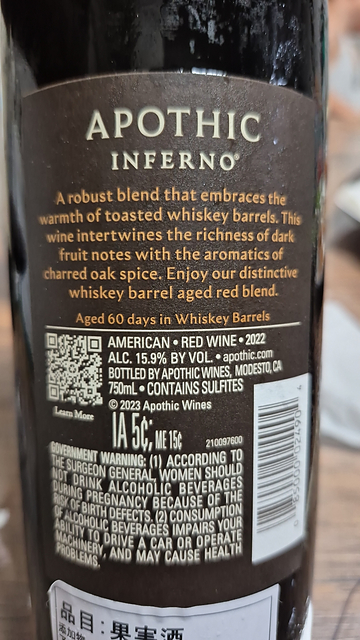 APOTHIC
INFERNO®
A robust blend that embraces the
warmth of toasted whiskey barrels. This
wine intertwines the richness of dark
fruit notes with the aromatics of
charred oak spice. Enjoy our distinctive
whiskey barrel aged red blend.
Aged 60 days in Whiskey Barrels
AMERICAN • RED WINE • 2022
ALC. 15.9% BY VOL. • apothic.com
BOTTLED BY APOTHIC WINES, MODESTO, CA
750mL • CONTAINS SULFITES
© 2023 Apothic Wines
Learn More
IA 5¢; ME 15¢
210097600
GOVERNMENT WARNING: (1) ACCORDING TO
THE SURGEON GENERAL, WOMEN SHOULD
NOT DRINK ALCOHOLIC BEVERAGES
DURING PREGNANCY BECAUSE OF THE
RISK OF BIRTH DEFECTS. (2) CONSUMPTION
OF ALCOHOLIC BEVERAGES IMPAIRS YOUR
ABILITY TO DRIVE A CAR OR OPERATE
MACHINERY, AND MAY CAUSE HEALTH
PROBLEMS.
品目:果実酒